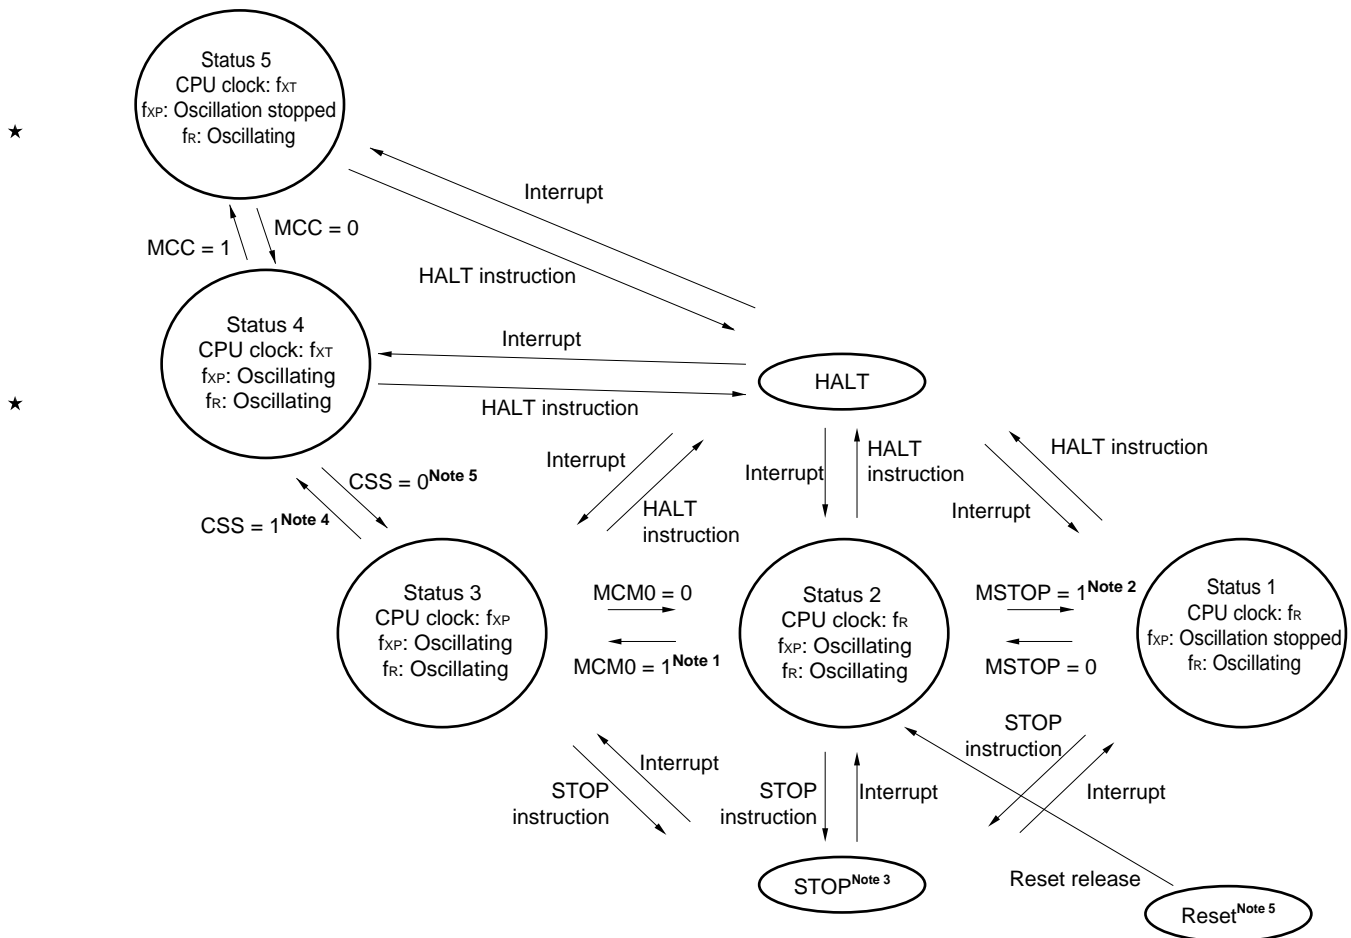 Status 5
CPU clock: fXT
fXP: Oscillation stopped
fR: Oscillating
★
Interrupt
MCC = 0
MCC = 1
HALT instruction
Status 4
CPU clock: fXT
fXP: Oscillating
fR: Oscillating
★
Interrupt
HALT instruction
HALT
Interrupt
HALT
instruction
Interrupt
HALT
instruction
HALT instruction
Interrupt
CSS = 0Note 5
CSS = 1Note 4
Status 3
CPU clock: fXP
fXP: Oscillating
fR: Oscillating
MCM0 = 0
MCM0 = 1Note 1
Status 2
CPU clock: fR
fXP: Oscillating
fR: Oscillating
MSTOP = 1Note 2
MSTOP = 0
Status 1
CPU clock: fR
fXP: Oscillation stopped
fR: Oscillating
Interrupt
STOP
instruction
STOP
instruction
Interrupt
STOP
instruction
Interrupt
STOPNote 3
Reset release
ResetNote 5